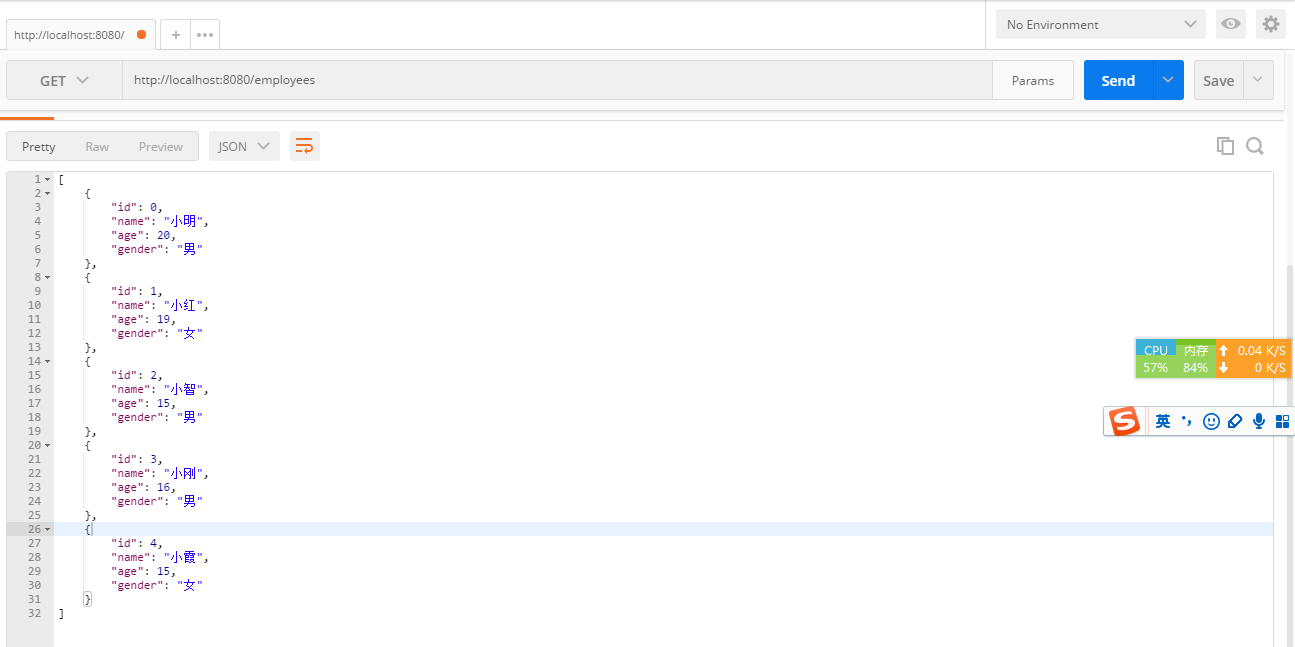 http://localhost:8080/
No Environment
GET http://localhost:8080/employees Params Send Save
Pretty Raw Preview JSON
1 [
2 {
3 "id": 0,
4 "name": "小明",
5 "age": 20,
6 "gender": "男"
7 },
8 {
9 "id": 1,
10 "name": "小红",
11 "age": 19,
12 "gender": "女"
13 },
14 {
15 "id": 2,
16 "name": "小智",
17 "age": 15,
18 "gender": "男"
19 },
20 {
21 "id": 3,
22 "name": "小刚",
23 "age": 16,
24 "gender": "男"
25 },
26 {
27 "id": 4,
28 "name": "小霞",
29 "age": 15,
30 "gender": "女"
31 }
32 ]
CPU 内存 0.04 K/S
57% 84% 0 K/S
S 英